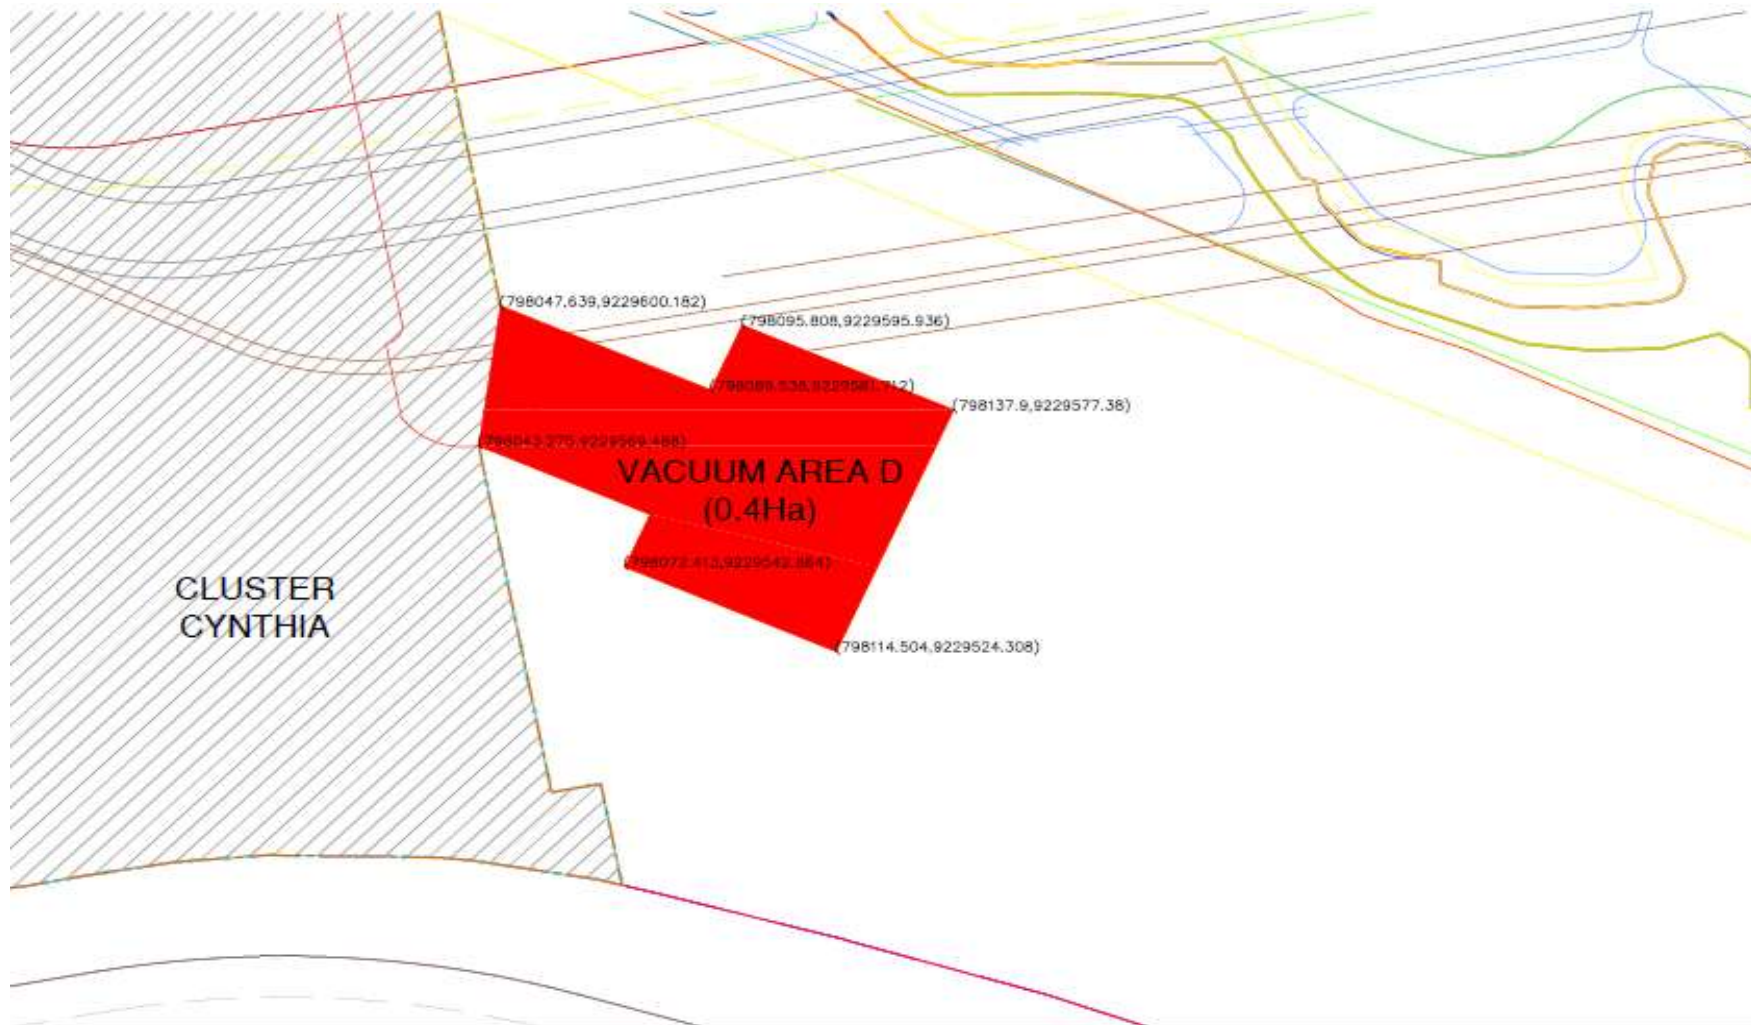 (798047.639,9229600.182)
(798095.808,9229595.936)
(798137.9,9229577.38)
VACUUM AREA D
(0.4Ha)
CLUSTER
CYNTHIA
(798114.504,9229524.308)